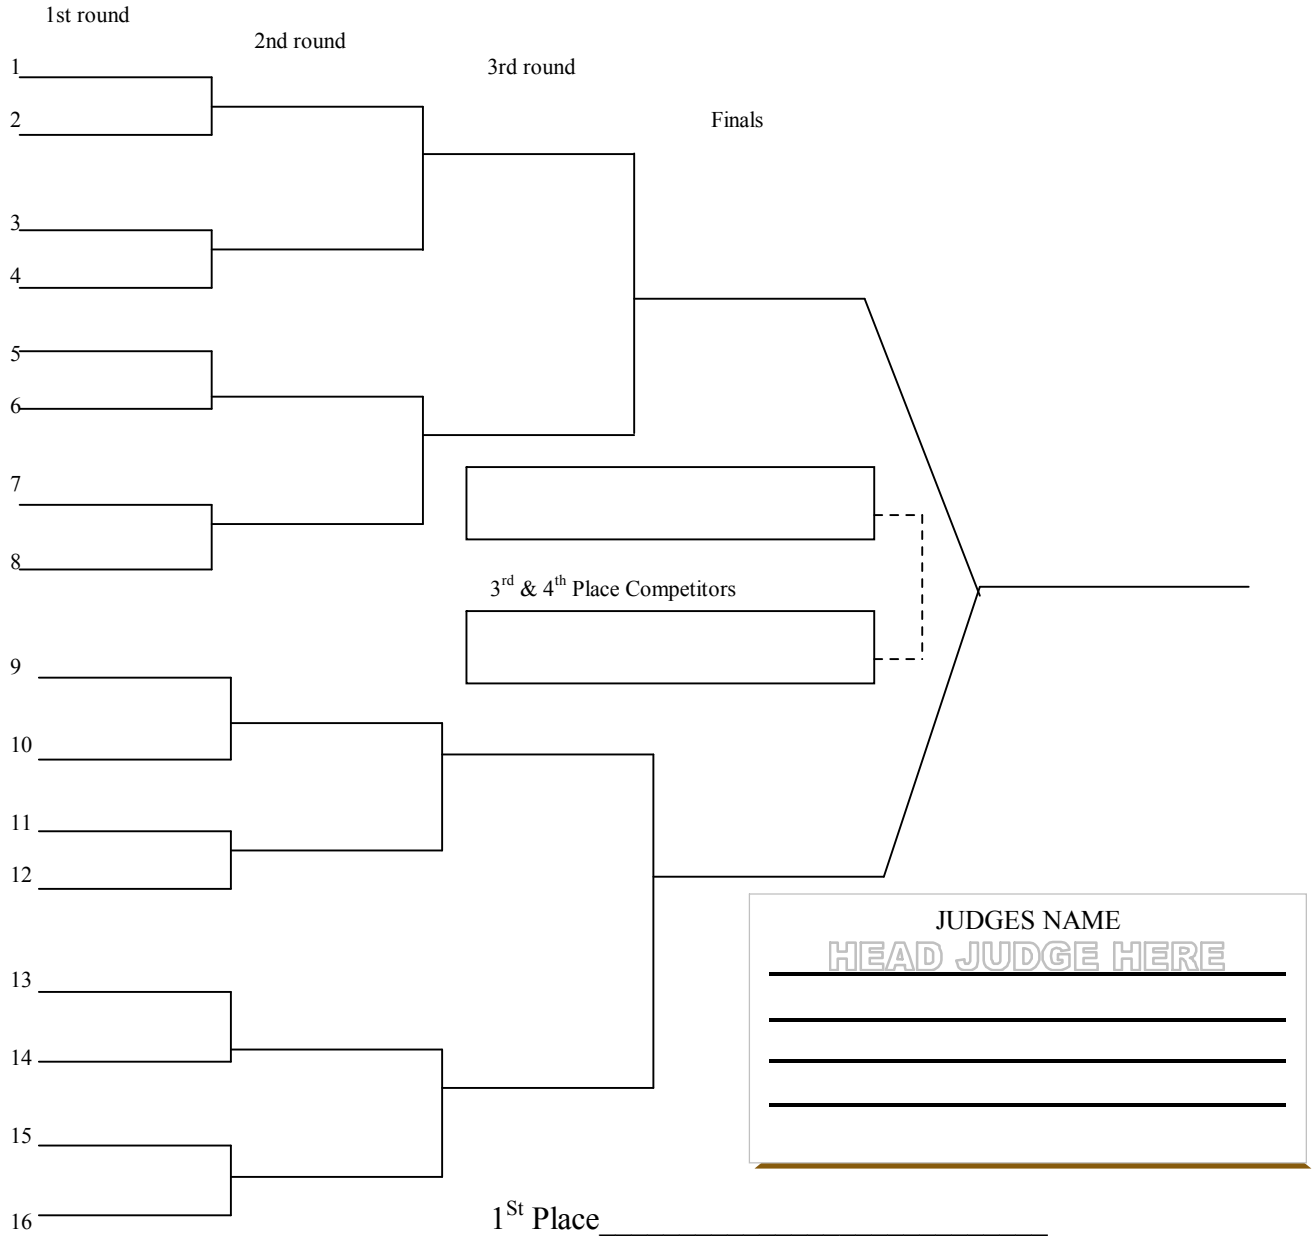 1st round
2nd round
3rd round
Finals
1
2
3
4
5
6
7
8
3rd & 4th Place Competitors
9
10
11
12
13
14
15
16
JUDGES NAME
HEAD JUDGE HERE
1St Place